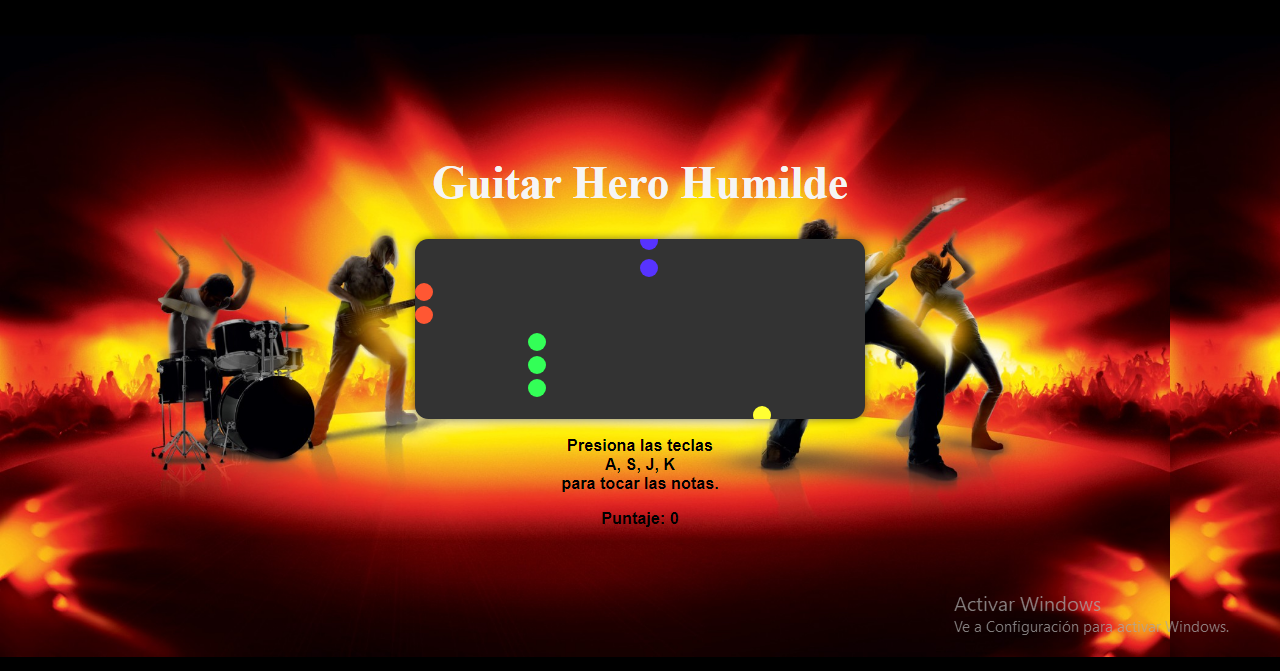 Guitar Hero Humilde
Presiona las teclas
A, S, J, K
para tocar las notas.
Puntaje: 0
Activar Windows
Ve a Configuración para activar Windows.